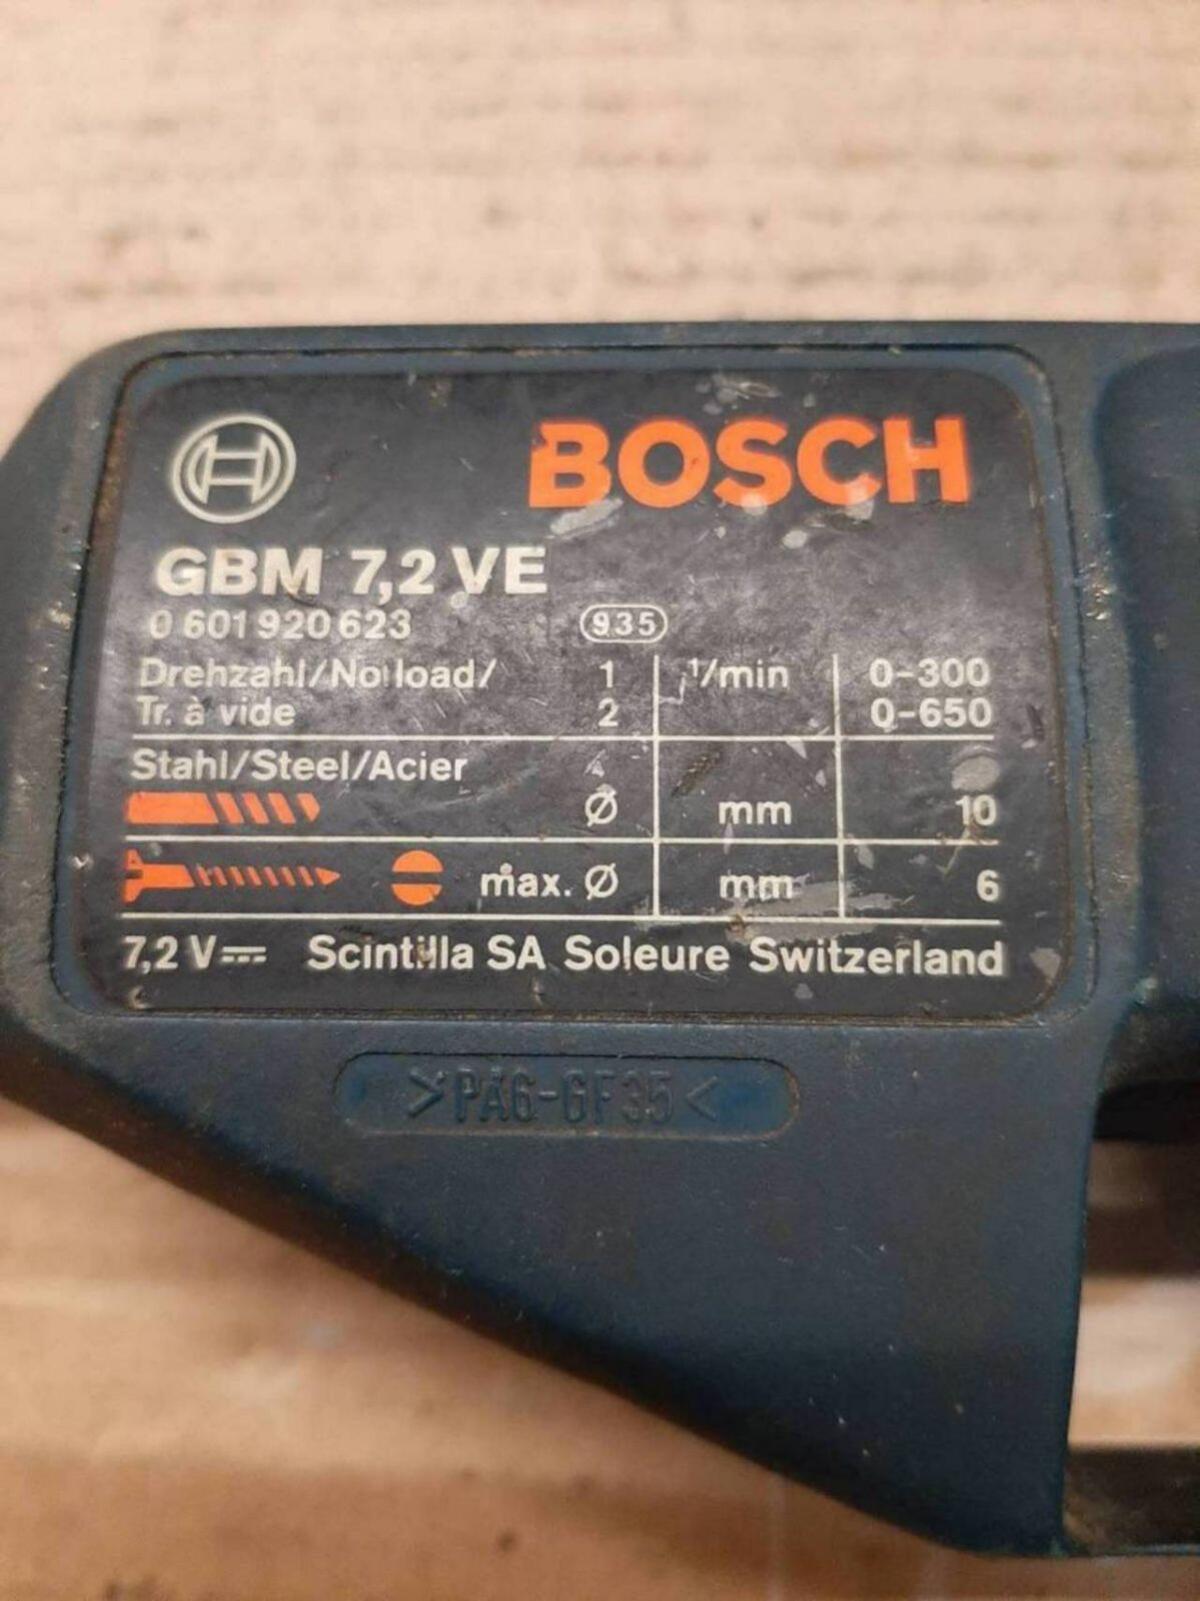 BOSCH
GBM 7,2 VE
0 601 920 623 935
Drehzahl/No load/ 1 1/min 0-300
Tr. à vide 2 0-650
Stahl/Steel/Acier
Ø mm 10
max. Ø mm 6
7,2 V⎓ Scintilla SA Soleure Switzerland
>PA6-GF35<